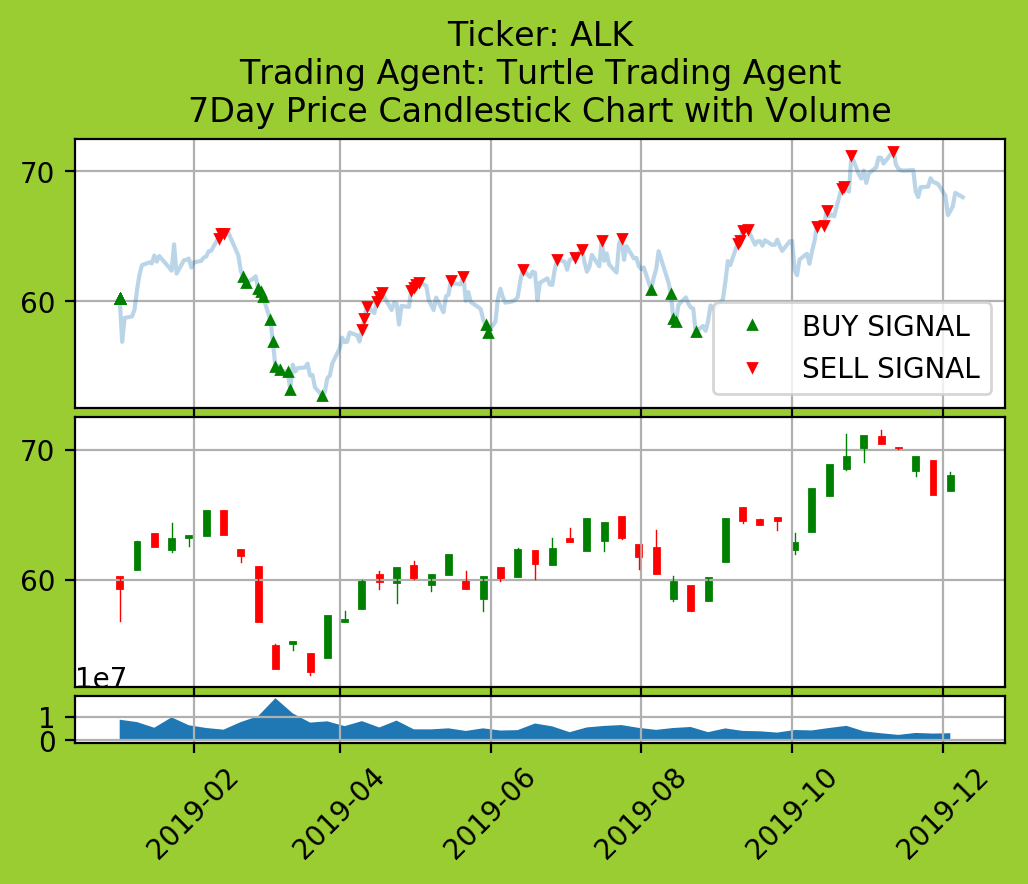 Ticker: ALK
Trading Agent: Turtle Trading Agent
7Day Price Candlestick Chart with Volume
70
60
BUY SIGNAL
SELL SIGNAL
70
60
1e7
1
0
2019-02
2019-04
2019-06
2019-08
2019-10
2019-12